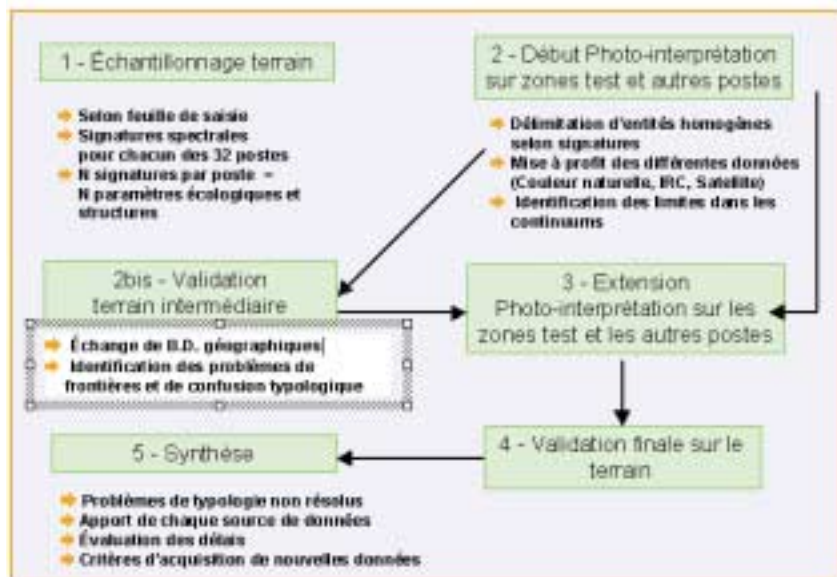 1 - Échantillonnage terrain
Selon feuille de saisie
Signatures spectrales
pour chacun des 32 postes
N signatures par poste =
N paramètres écologiques et
structures
2 - Début Photo-interprétation
sur zones test et autres postes
Délimitation d'entités homogènes
selon signatures
Mise à profit des différentes données
(Couleur naturelle, IRC, Satellite)
Identification des limites dans les
continuums
2bis - Validation
terrain intermédiaire
Échange de B.D. géographiques
Identification des problèmes de
frontières et de confusion typologique
3 - Extension
Photo-interprétation sur les
zones test et les autres postes
4 - Validation finale sur le
terrain
5 - Synthèse
Problèmes de typologie non résolus
Apport de chaque source de données
Évaluation des délais
Critères d'acquisition de nouvelles données